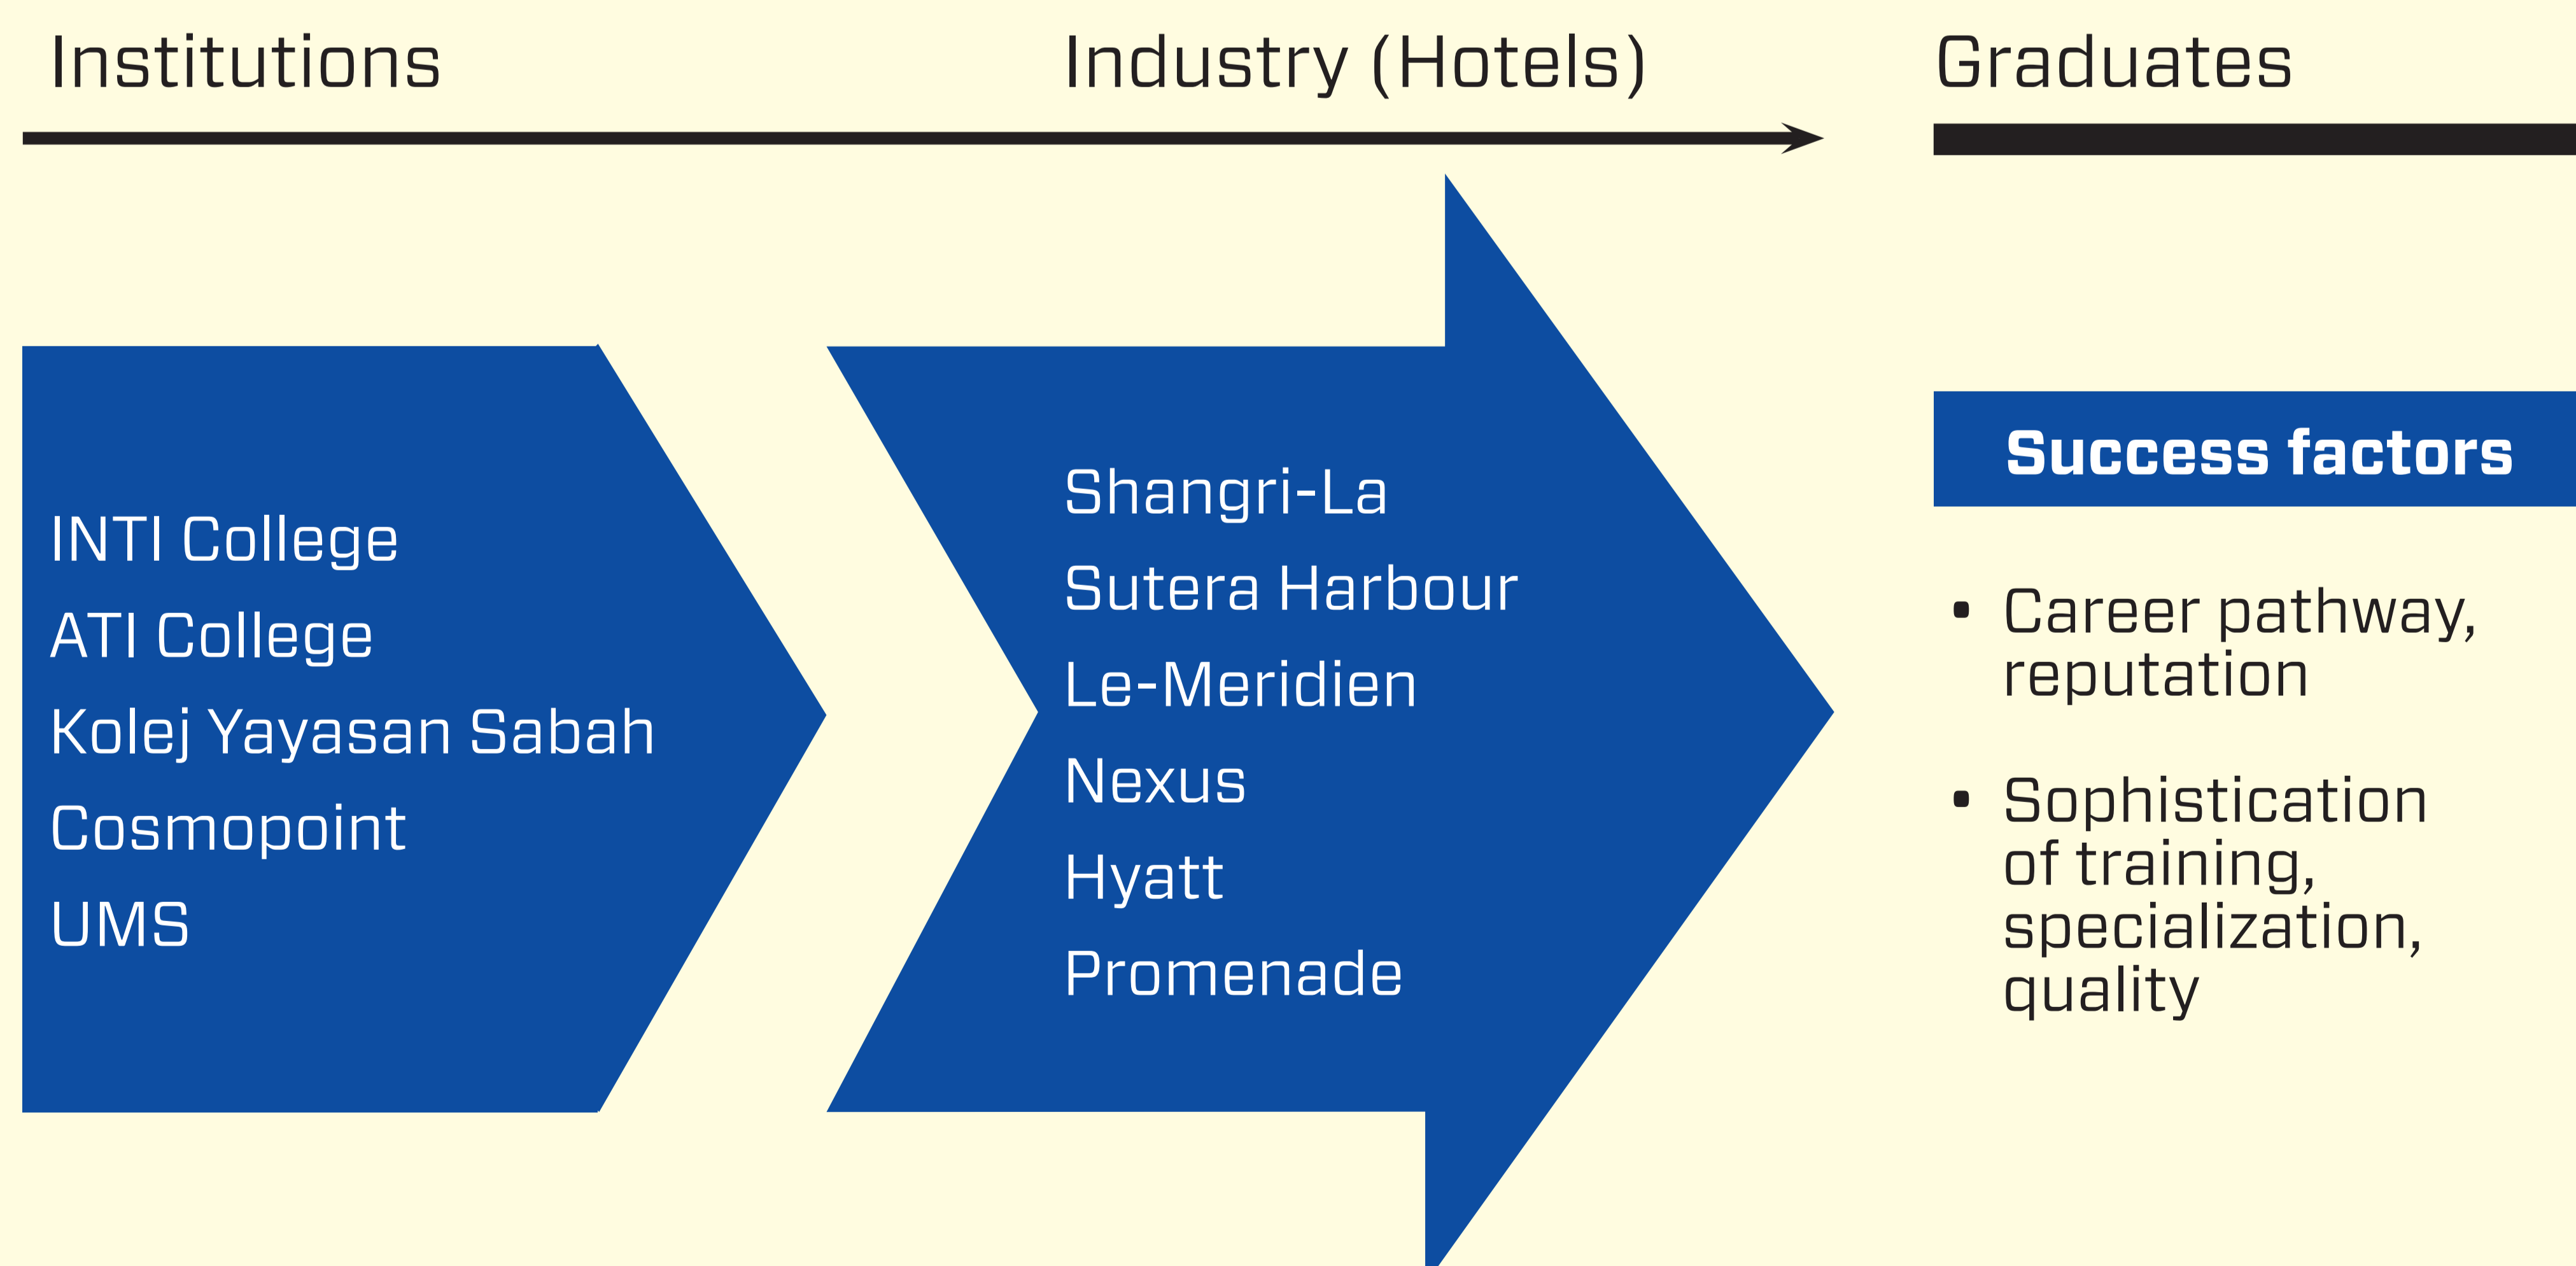 Institutions
Industry (Hotels)
Graduates
INTI College
ATI College
Kolej Yayasan Sabah
Cosmopoint
UMS
Shangri-La
Sutera Harbour
Le-Meridien
Nexus
Hyatt
Promenade
Success factors
• Career pathway,
reputation
• Sophistication
of training,
specialization,
quality